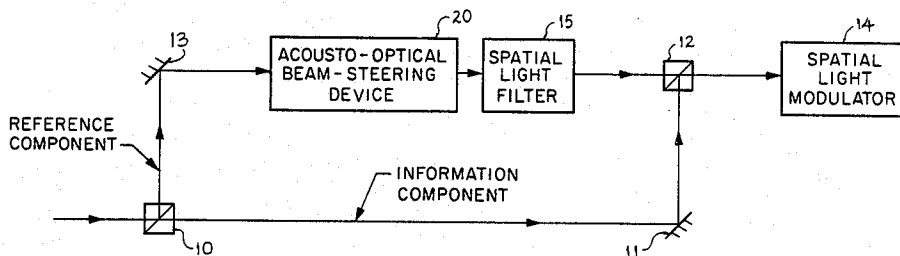 20
15
13
12
14
ACOUSTO-OPTICAL
BEAM-STEERING
DEVICE
SPATIAL
LIGHT
FILTER
SPATIAL
LIGHT
MODULATOR
REFERENCE
COMPONENT
INFORMATION
COMPONENT
10
11